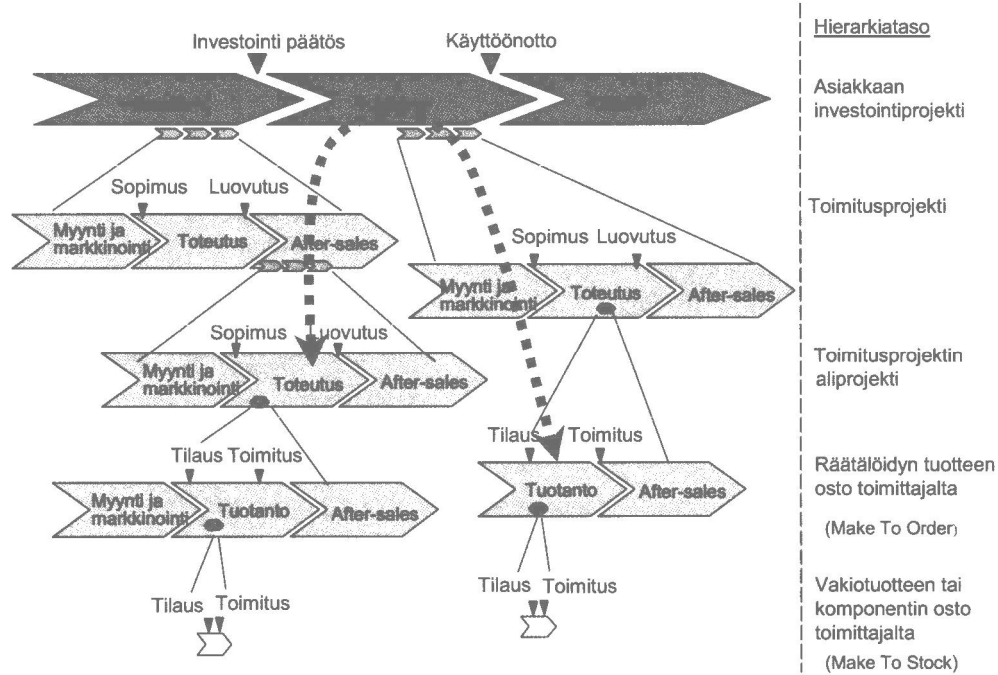 Hierarkiataso
Investointi päätös
Käyttöönotto
Asiakkaan
investointiprojekti
Sopimus
Luovutus
Myynti ja
markkinointi
Toteutus
After-sales
Toimitusprojekti
Sopimus
Luovutus
Myynti ja
markkinointi
Toteutus
After-sales
Sopimus
uovutus
Myynti ja
markkinointi
Toteutus
After-sales
Toimitusprojektin
aliprojekti
Tilaus
Toimitus
Myynti ja
markkinointi
Tuotanto
After-sales
Tilaus
Toimitus
Tuotanto
After-sales
Räätälöidyn tuotteen
osto toimittajalta
(Make To Order)
Tilaus
Toimitus
Tilaus
Toimitus
Vakiotuotteen tai
komponentin osto
toimittajalta
(Make To Stock)